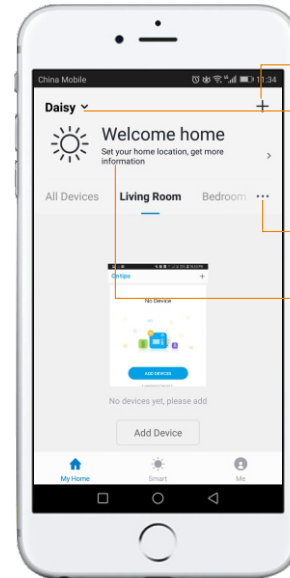 China Mobile
11:34
Daisy
+
Welcome home
Set your home location, get more
information
>
All Devices Living Room Bedroom ...
+
No Device
ADD DEVICES
No devices yet, please add
Add Device
My Home Smart Me